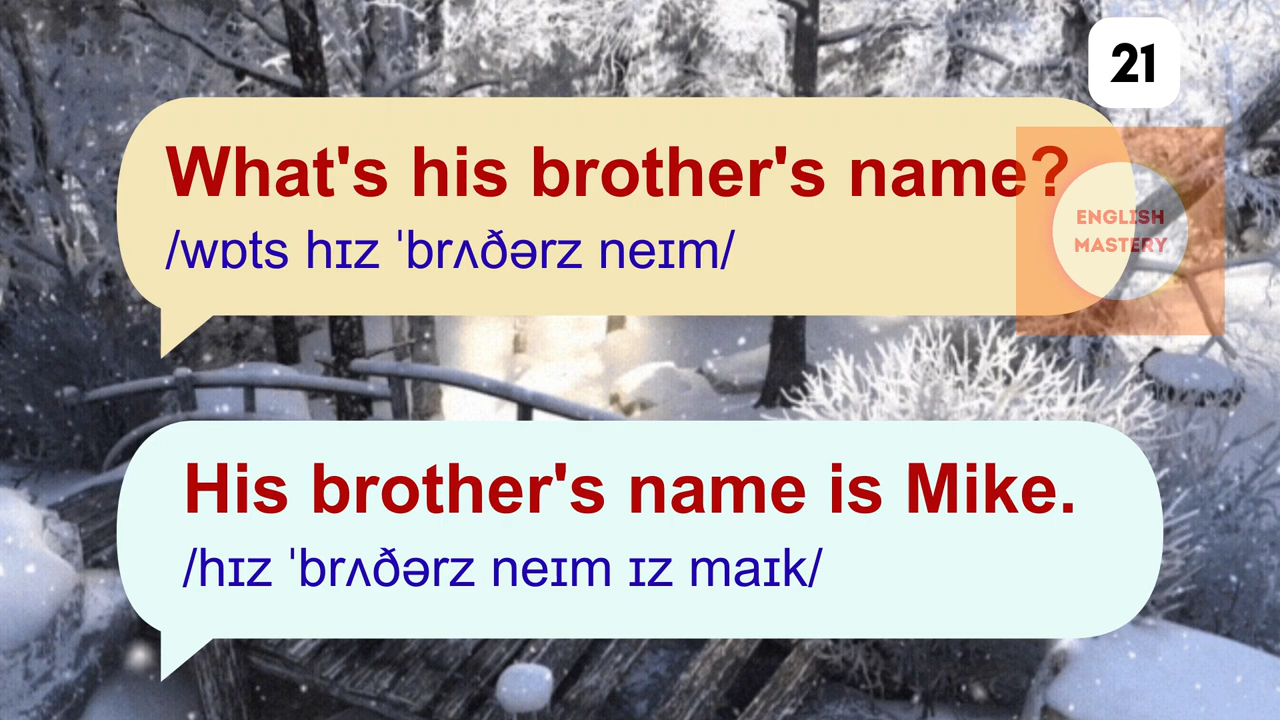 21
What's his brother's name?
/wɒts hɪz ˈbrʌðərz neɪm/
ENGLISH
MASTERY
His brother's name is Mike.
/hɪz ˈbrʌðərz neɪm ɪz maɪk/